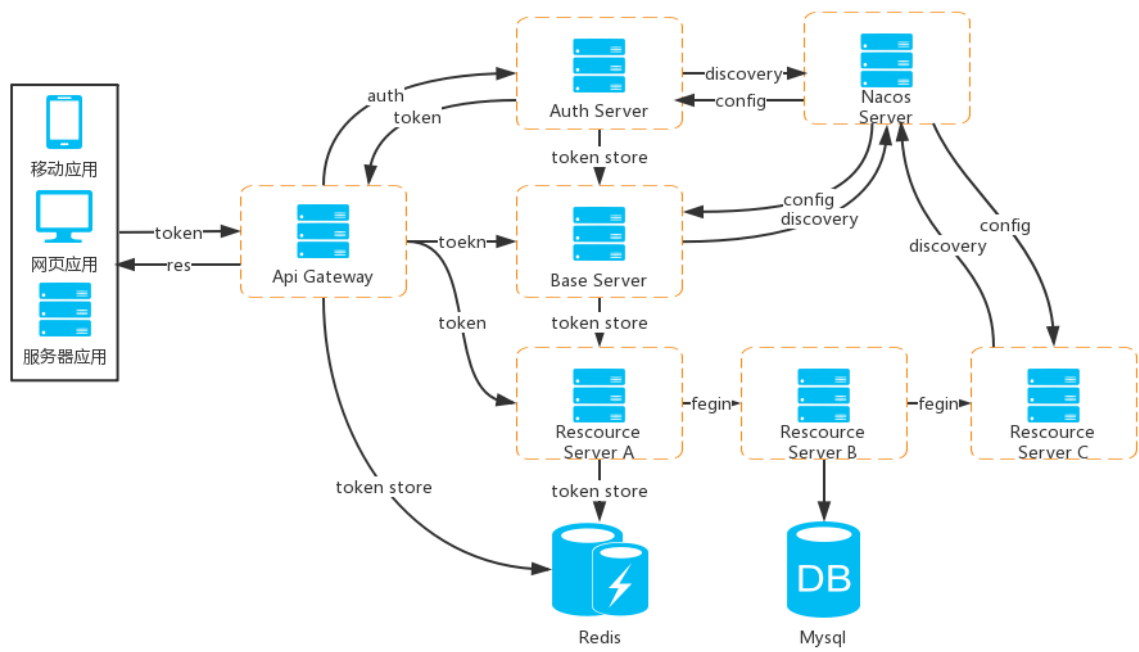 移动应用
网页应用
服务器应用
token
res
Api Gateway
auth
token
toekn
token
token store
Auth Server
token store
Base Server
token store
Rescource
Server A
token store
Redis
discovery
config
Nacos
Server
config
discovery
discovery
config
fegin
Rescource
Server B
fegin
Rescource
Server C
DB
Mysql